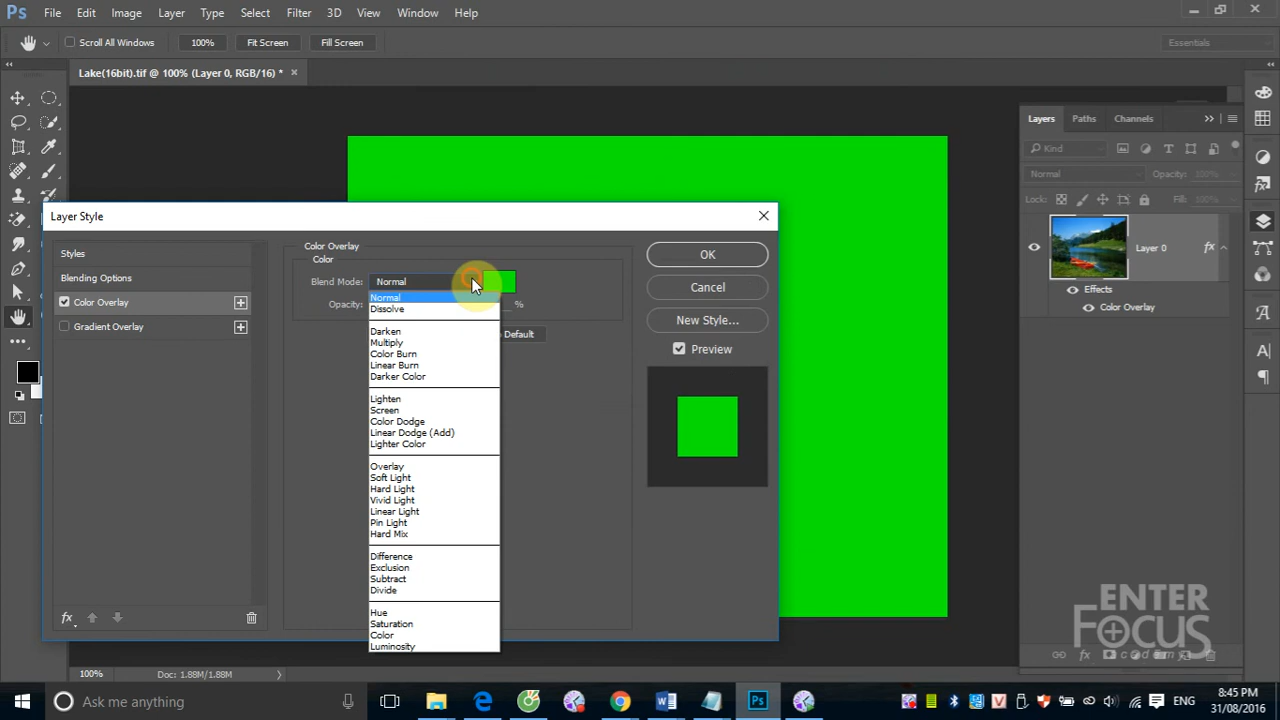 Ps File Edit Image Layer Type Select Filter 3D View Window Help
Scroll All Windows 100% Fit Screen Fill Screen Essentials
Lake(16bit).tif @ 100% (Layer 0, RGB/16) * ×
Layers Paths Channels
Kind
Normal Opacity: 100%
Lock: Fill: 100%
Layer 0 fx
Effects
Color Overlay
Layer Style
Styles
Blending Options
Color Overlay
Gradient Overlay
fx
Color Overlay
Color
Blend Mode: Normal
Opacity: %
Default
Normal
Dissolve
Darken
Multiply
Color Burn
Linear Burn
Darker Color
Lighten
Screen
Color Dodge
Linear Dodge (Add)
Lighter Color
Overlay
Soft Light
Hard Light
Vivid Light
Linear Light
Pin Light
Hard Mix
Difference
Exclusion
Subtract
Divide
Hue
Saturation
Color
Luminosity
OK
Cancel
New Style...
Preview
ENTER
FOCUS
100% Doc: 1.88M/1.88M
Ask me anything
ENG
8:45 PM
31/08/2016